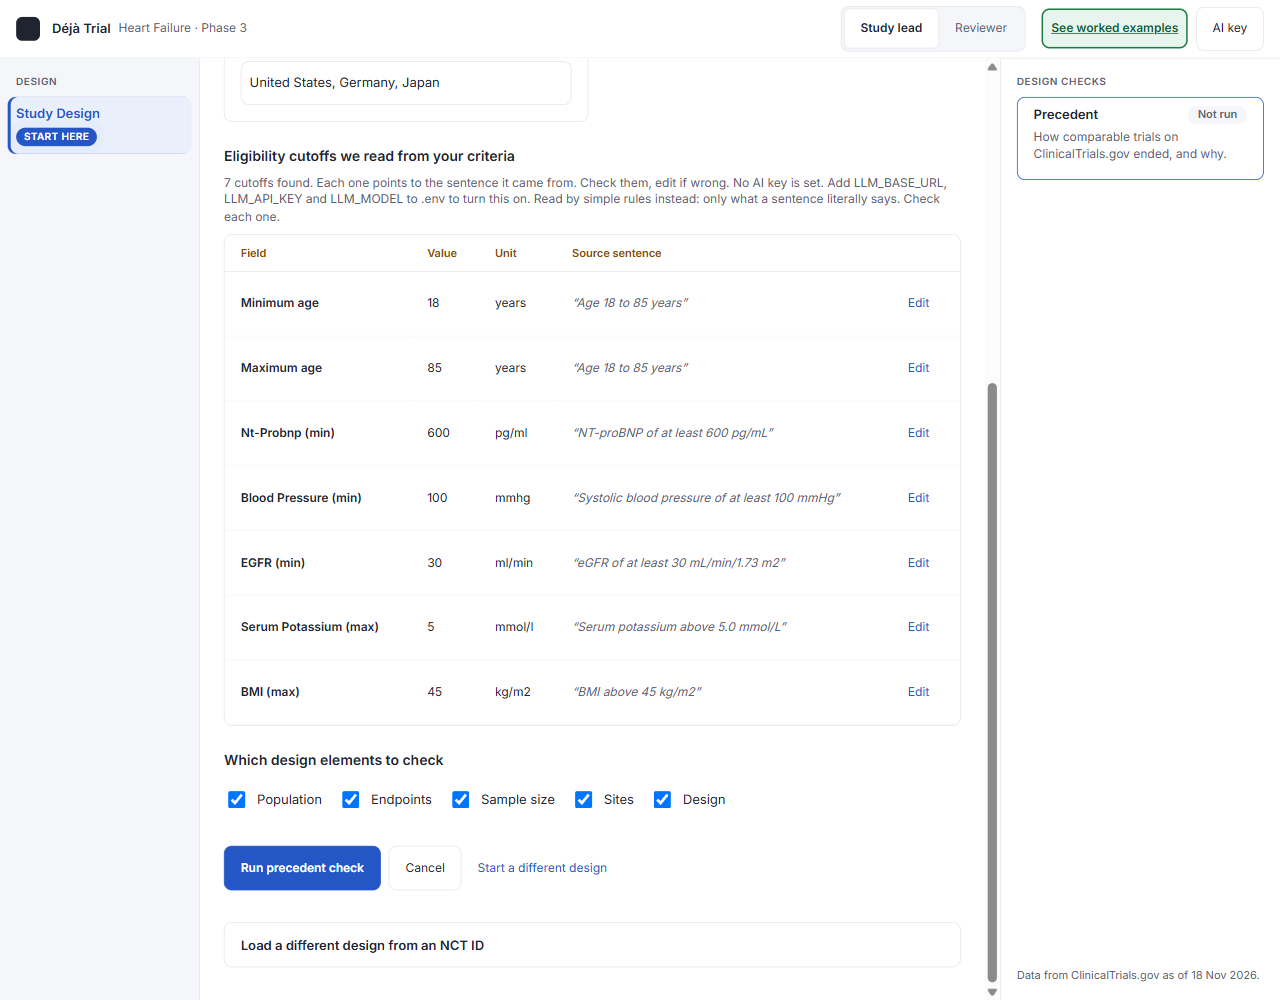 Déjà Trial Heart Failure · Phase 3
Study lead
Reviewer
See worked examples
AI key
DESIGN
Study Design
START HERE
United States, Germany, Japan
Eligibility cutoffs we read from your criteria
7 cutoffs found. Each one points to the sentence it came from. Check them, edit if wrong. No AI key is set. Add LLM_BASE_URL,
LLM_API_KEY and LLM_MODEL to .env to turn this on. Read by simple rules instead: only what a sentence literally says. Check
each one.
Field Value Unit Source sentence
Minimum age 18 years “Age 18 to 85 years” Edit
Maximum age 85 years “Age 18 to 85 years” Edit
Nt-Probnp (min) 600 pg/ml “NT-proBNP of at least 600 pg/mL” Edit
Blood Pressure (min) 100 mmhg “Systolic blood pressure of at least 100 mmHg” Edit
EGFR (min) 30 ml/min “eGFR of at least 30 mL/min/1.73 m2” Edit
Serum Potassium (max) 5 mmol/l “Serum potassium above 5.0 mmol/L” Edit
BMI (max) 45 kg/m2 “BMI above 45 kg/m2” Edit
Which design elements to check
Population Endpoints Sample size Sites Design
Run precedent check
Cancel
Start a different design
Load a different design from an NCT ID
DESIGN CHECKS
Precedent
Not run
How comparable trials on
ClinicalTrials.gov ended, and why.
Data from ClinicalTrials.gov as of 18 Nov 2026.